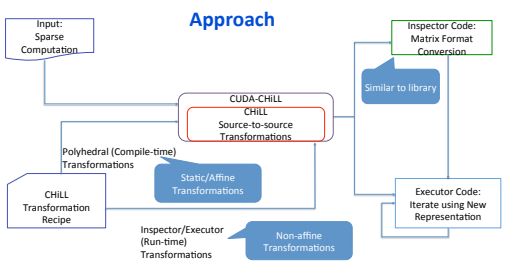 Approach
Input:
Sparse
Computation
Inspector Code:
Matrix Format
Conversion
Similar to library
CUDA-CHiLL
CHiLL
Source-to-source
Transformations
Polyhedral (Compile-time)
Transformations
Static/Affine
Transformations
CHiLL
Transformation
Recipe
Executor Code:
Iterate using New
Representation
Inspector/Executor
(Run-time)
Transformations
Non-affine
Transformations